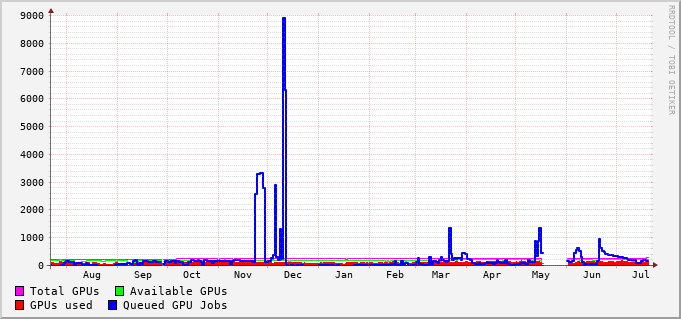 9000
8000
7000
6000
5000
4000
3000
2000
1000
0
Aug Sep Oct Nov Dec Jan Feb Mar Apr May Jun Jul
Total GPUs Available GPUs
GPUs used Queued GPU Jobs
RRDTOOL / TOBI OETIKER